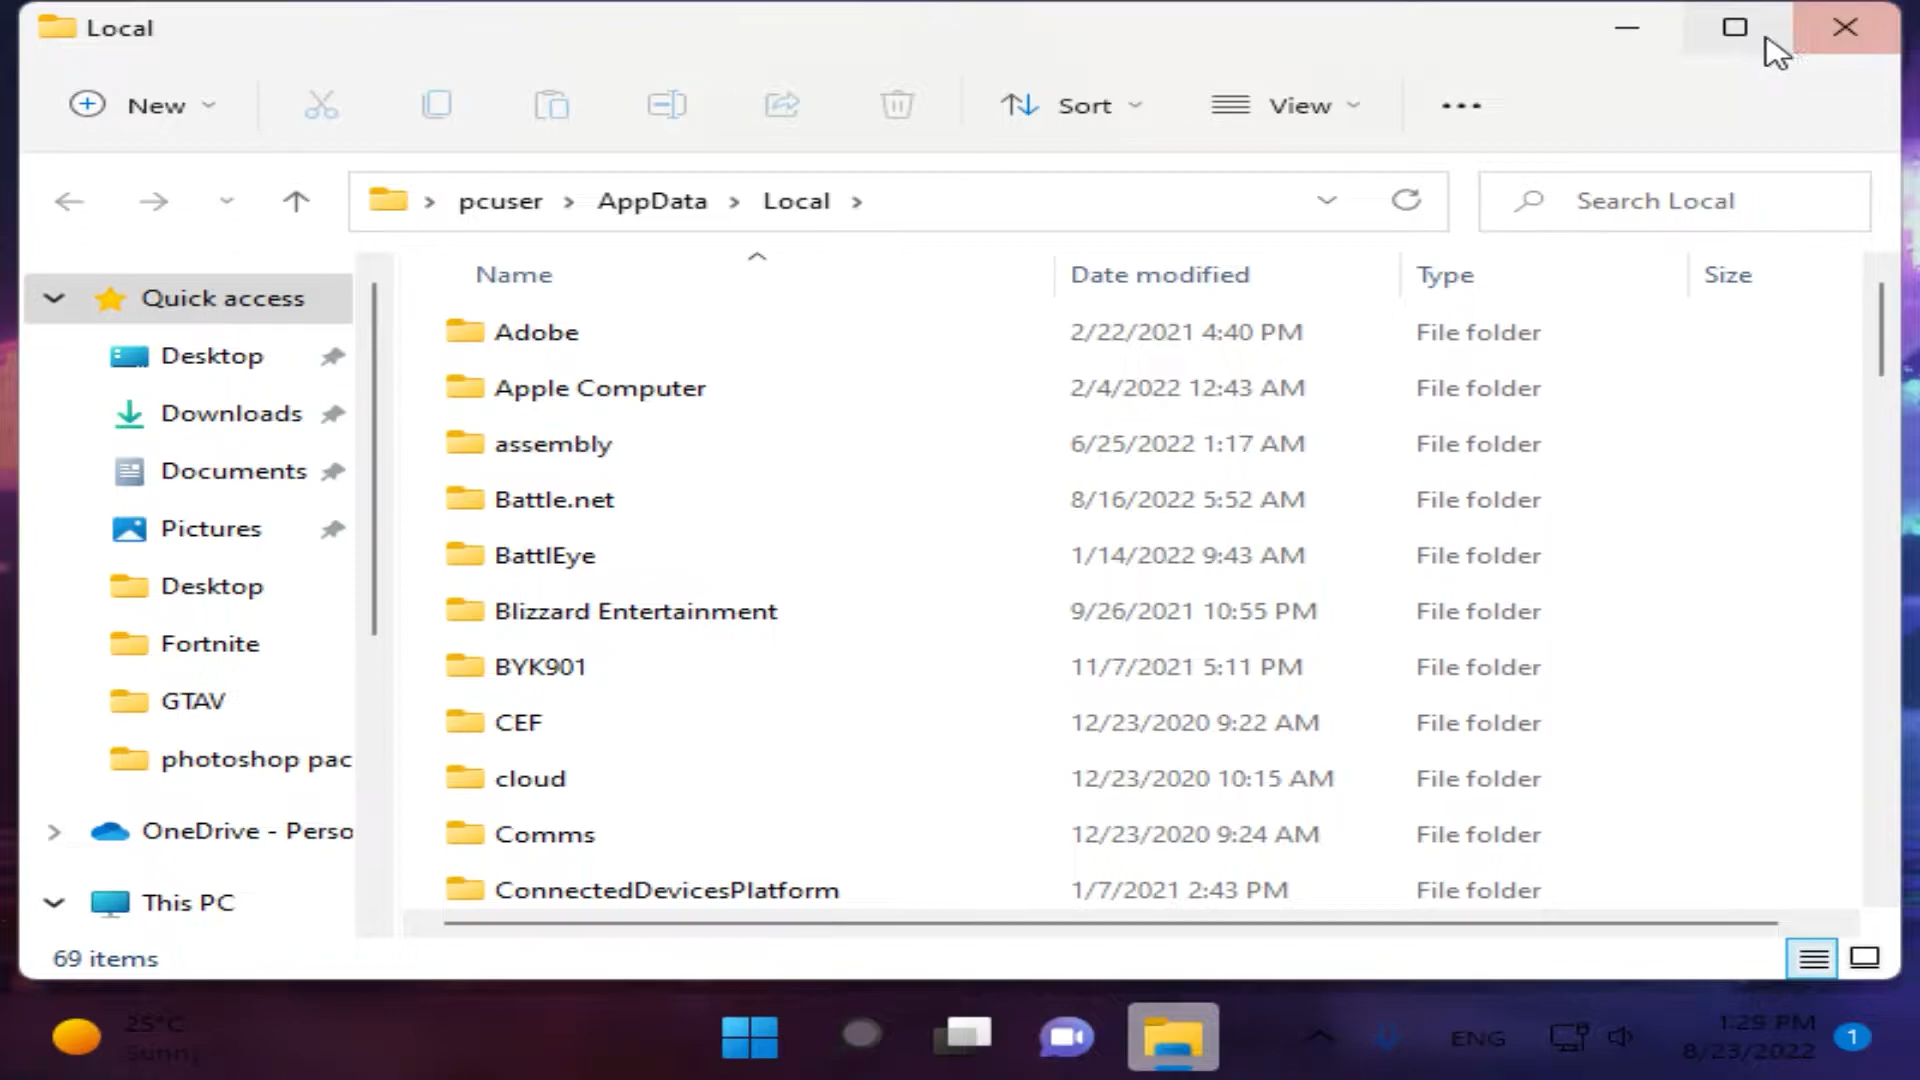 Local
New
Sort
View
pcuser > AppData > Local >
Search Local
Name Date modified Type Size
Quick access
Desktop
Downloads
Documents
Pictures
Desktop
Fortnite
GTAV
photoshop pac
OneDrive - Perso
This PC
Adobe 2/22/2021 4:40 PM File folder
Apple Computer 2/4/2022 12:43 AM File folder
assembly 6/25/2022 1:17 AM File folder
Battle.net 8/16/2022 5:52 AM File folder
BattlEye 1/14/2022 9:43 AM File folder
Blizzard Entertainment 9/26/2021 10:55 PM File folder
BYK901 11/7/2021 5:11 PM File folder
CEF 12/23/2020 9:22 AM File folder
cloud 12/23/2020 10:15 AM File folder
Comms 12/23/2020 9:24 AM File folder
ConnectedDevicesPlatform 1/7/2021 2:43 PM File folder
69 items
25°C
Sunny
ENG
1:29 PM
8/23/2022
1